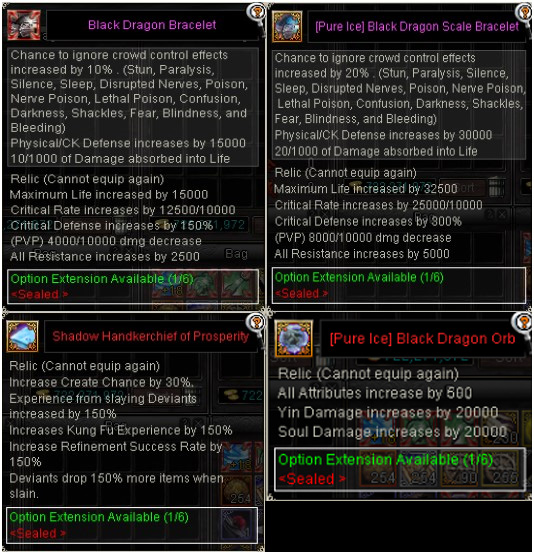 Black Dragon Bracelet
Chance to ignore crowd control effects
increased by 10% . (Stun, Paralysis,
Silence, Sleep, Disrupted Nerves, Poison,
Nerve Poison, Lethal Poison, Confusion,
Darkness, Shackles, Fear, Blindness, and
Bleeding)
Physical/CK Defense increases by 15000
10/1000 of Damage absorbed into Life
Relic (Cannot equip again)
Maximum Life increased by 15000
Critical Rate increases by 12500/10000
Critical Defense increases by 150%
(PVP) 4000/10000 dmg decrease
All Resistance increases by 2500
Bag
Option Extension Available (1/6)
<Sealed >
[Pure Ice] Black Dragon Scale Bracelet
Chance to ignore crowd control effects
increased by 20% . (Stun, Paralysis, Silence,
Sleep, Disrupted Nerves, Poison, Nerve Poison,
Lethal Poison, Confusion, Darkness, Shackles,
Fear, Blindness, and Bleeding)
Physical/CK Defense increases by 30000
20/1000 of Damage absorbed into Life
Relic (Cannot equip again)
Maximum Life increased by 32500
Critical Rate increases by 25000/10000
Critical Defense increases by 300%
(PVP) 8000/10000 dmg decrease
All Resistance increases by 5000
Option Extension Available (1/6)
<Sealed >
Shadow Handkerchief of Prosperity
Relic (Cannot equip again)
Increase Create Chance by 30%.
Experience from slaying Deviants
increased by 150%
Increases Kung Fu Experience by 150%
Increase Refinement Success Rate by
150%
Deviants drop 150% more items when
slain.
254
Option Extension Available (1/6)
<Sealed >
[Pure Ice] Black Dragon Orb
Relic (Cannot equip again)
All Attributes increase by 500
Yin Damage increases by 20000
Soul Damage increases by 20000
Option Extension Available (1/6)
<Sealed >
254 254 290 266